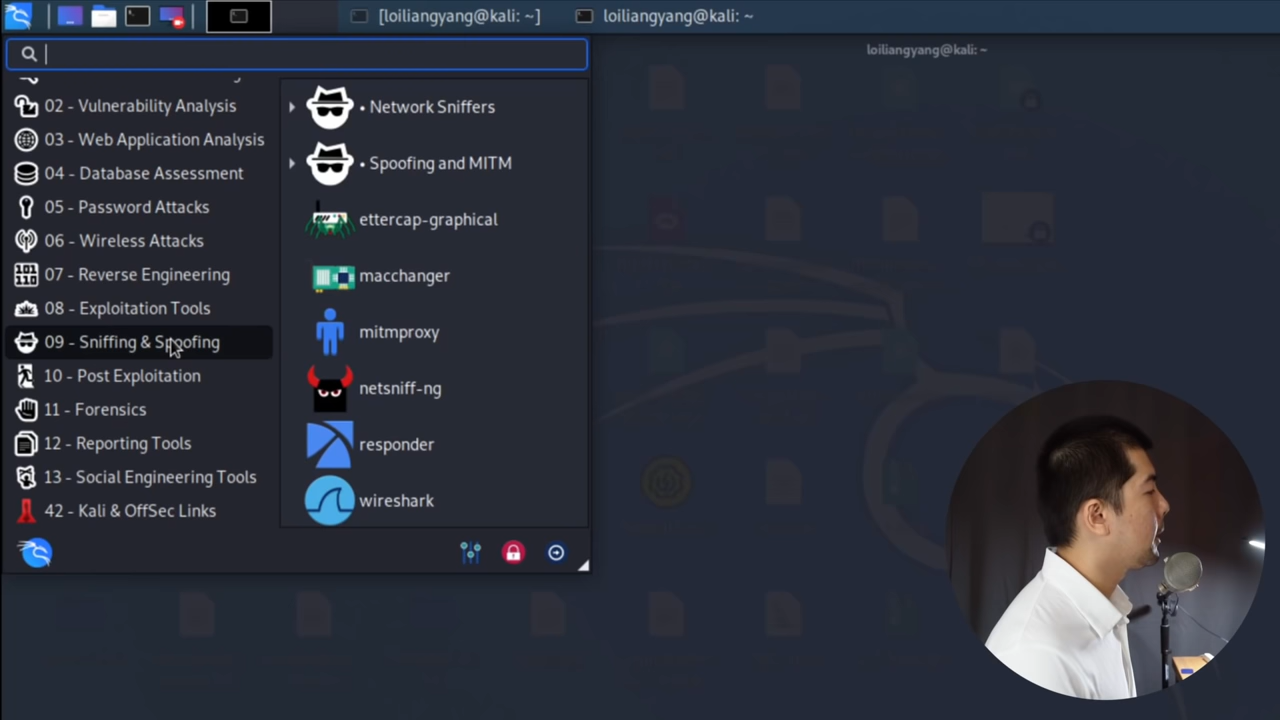 [loiliangyang@kali: ~]
loiliangyang@kali: ~
loiliangyang@kali: ~
02 - Vulnerability Analysis
03 - Web Application Analysis
04 - Database Assessment
05 - Password Attacks
06 - Wireless Attacks
07 - Reverse Engineering
08 - Exploitation Tools
09 - Sniffing & Spoofing
10 - Post Exploitation
11 - Forensics
12 - Reporting Tools
13 - Social Engineering Tools
42 - Kali & OffSec Links
• Network Sniffers
• Spoofing and MITM
ettercap-graphical
macchanger
mitmproxy
netsniff-ng
responder
wireshark